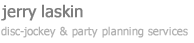 jerry laskin
disc-jockey & party planning services